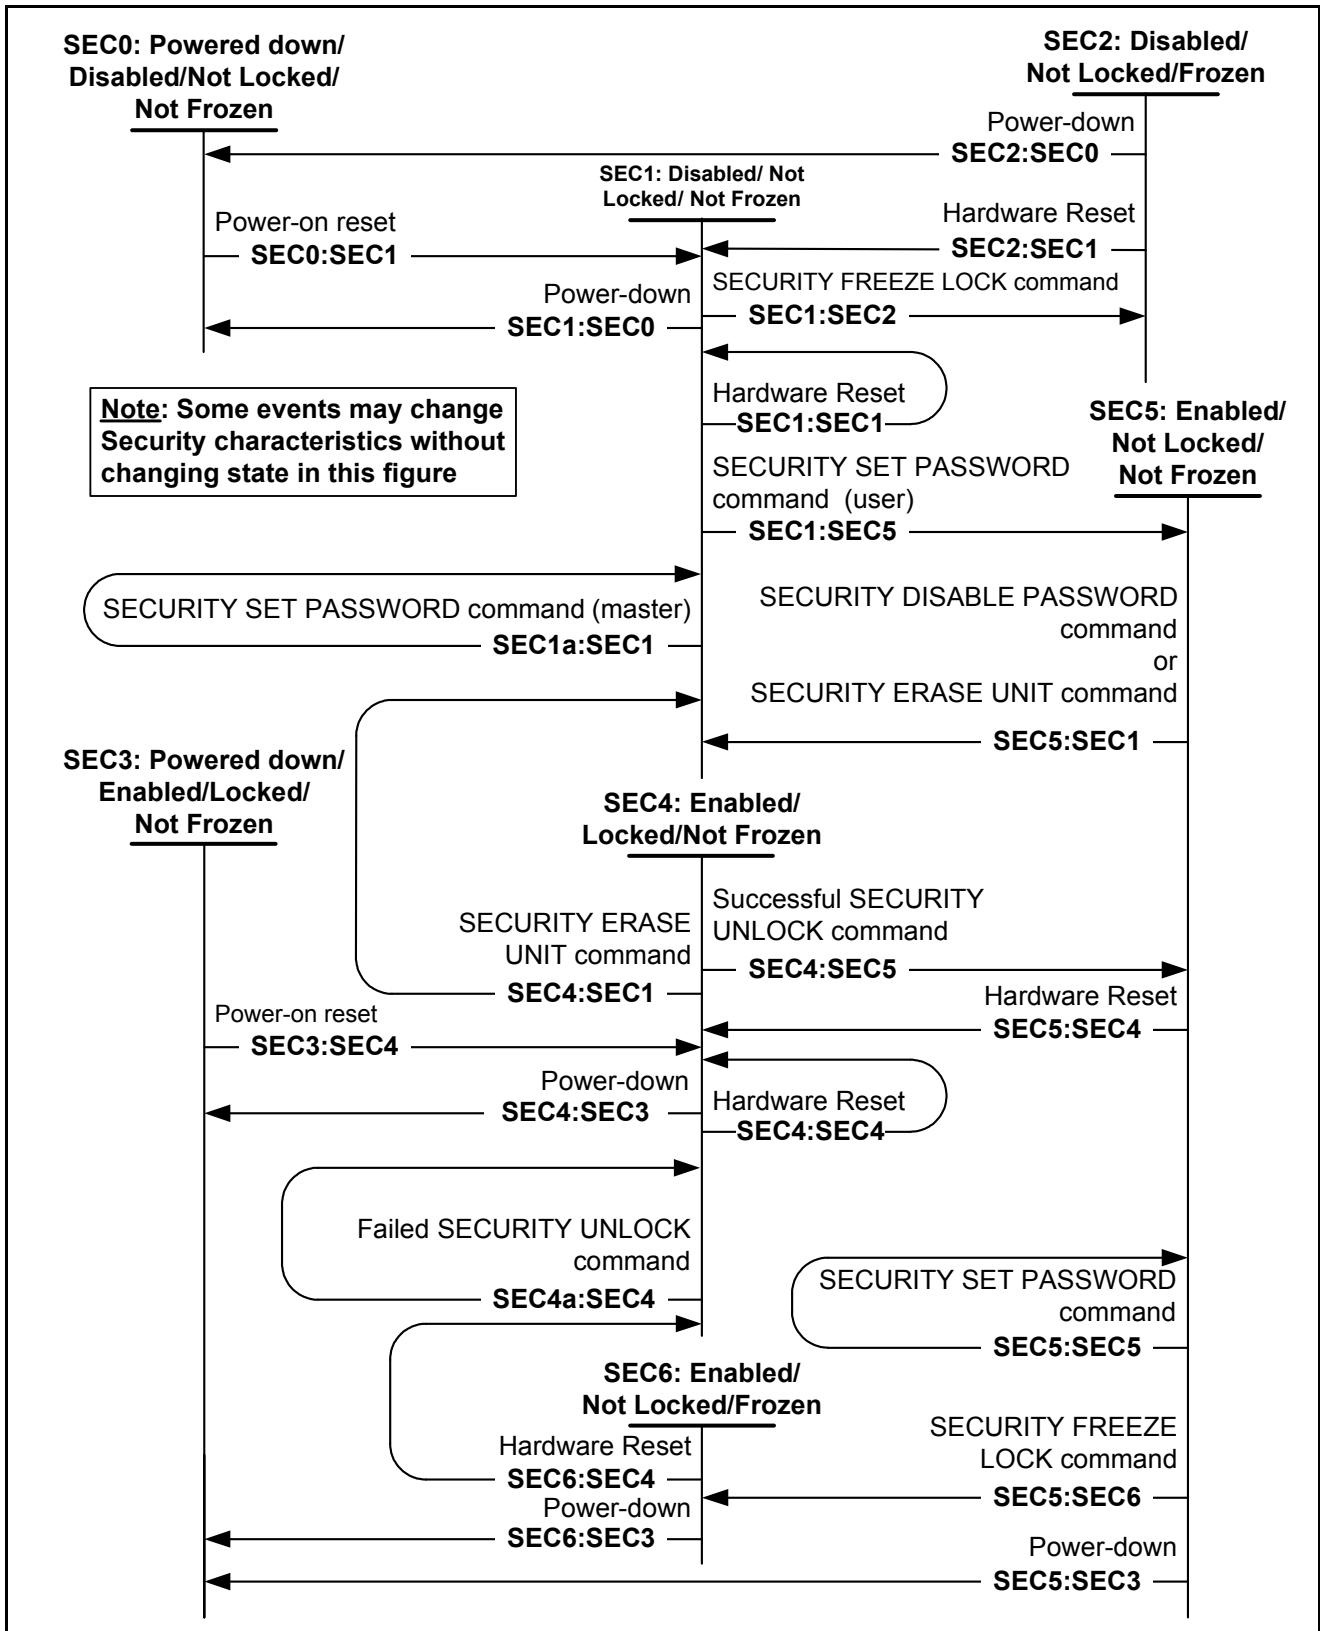 SEC0: Powered down/
Disabled/Not Locked/
Not Frozen
SEC2: Disabled/
Not Locked/Frozen
Power-down
SEC2:SEC0
SEC1: Disabled/ Not
Locked/ Not Frozen
Power-on reset
SEC0:SEC1
Hardware Reset
SEC2:SEC1
Power-down
SEC1:SEC0
SECURITY FREEZE LOCK command
SEC1:SEC2
Hardware Reset
SEC1:SEC1
Note: Some events may change
Security characteristics without
changing state in this figure
SEC5: Enabled/
Not Locked/
Not Frozen
SECURITY SET PASSWORD
command (user)
SEC1:SEC5
SECURITY SET PASSWORD command (master)
SEC1a:SEC1
SECURITY DISABLE PASSWORD
command
or
SECURITY ERASE UNIT command
SEC5:SEC1
SEC3: Powered down/
Enabled/Locked/
Not Frozen
SEC4: Enabled/
Locked/Not Frozen
SECURITY ERASE
UNIT command
SEC4:SEC1
Successful SECURITY
UNLOCK command
SEC4:SEC5
Hardware Reset
SEC5:SEC4
Power-on reset
SEC3:SEC4
Power-down
SEC4:SEC3
Hardware Reset
SEC4:SEC4
Failed SECURITY UNLOCK
command
SEC4a:SEC4
SECURITY SET PASSWORD
command
SEC5:SEC5
SEC6: Enabled/
Not Locked/Frozen
Hardware Reset
SEC6:SEC4
SECURITY FREEZE
LOCK command
SEC5:SEC6
Power-down
SEC6:SEC3
Power-down
SEC5:SEC3